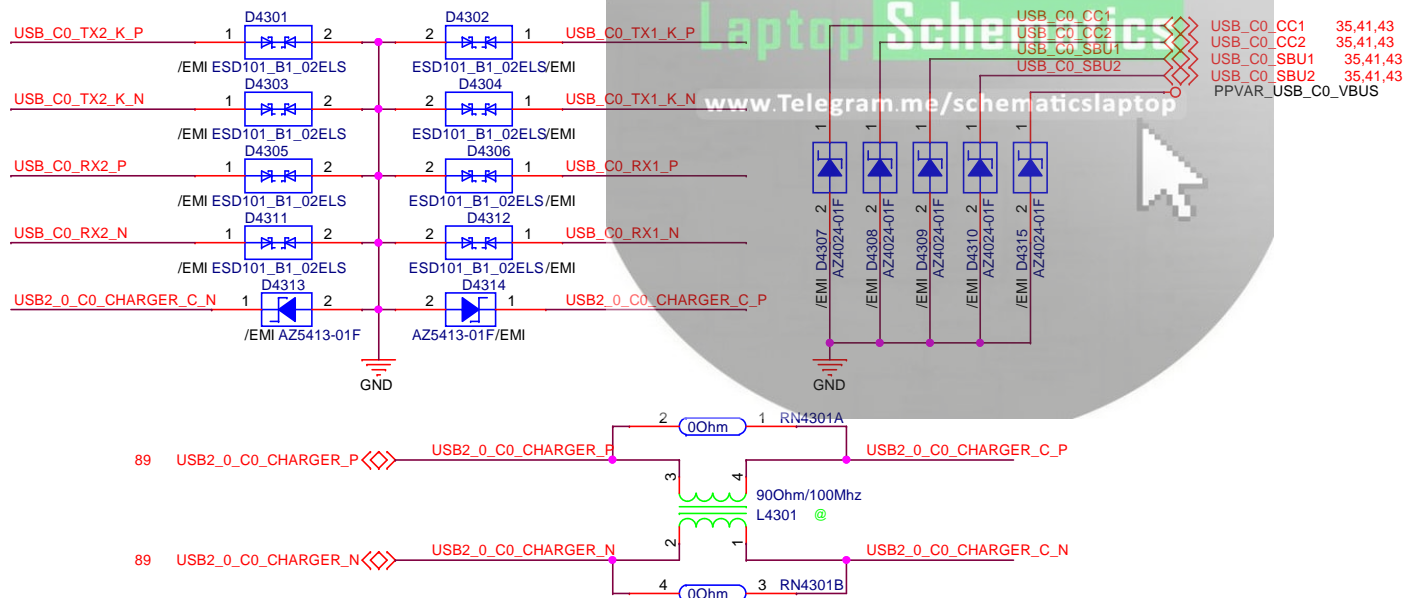 D4301 D4302
USB_C0_TX2_K_P 1 2 2 1 USB_C0_TX1_K_P
/EMI ESD101_B1_02ELS ESD101_B1_02ELS/EMI
D4303 D4304
USB_C0_TX2_K_N 1 2 2 1 USB_C0_TX1_K_N
/EMI ESD101_B1_02ELS ESD101_B1_02ELS/EMI
D4305 D4306
USB_C0_RX2_P 1 2 2 1 USB_C0_RX1_P
/EMI ESD101_B1_02ELS ESD101_B1_02ELS/EMI
D4311 D4312
USB_C0_RX2_N 1 2 2 1 USB_C0_RX1_N
/EMI ESD101_B1_02ELS ESD101_B1_02ELS/EMI
D4313 D4314
USB2_0_C0_CHARGER_C_N 1 2 2 1 USB2_0_C0_CHARGER_C_P
/EMI AZ5413-01F AZ5413-01F/EMI
GND
Laptop Schematics
www.Telegram.me/schematicslaptop
USB_C0_CC1 USB_C0_CC1 35,41,43
USB_C0_CC2 USB_C0_CC2 35,41,43
USB_C0_SBU1 USB_C0_SBU1 35,41,43
USB_C0_SBU2 USB_C0_SBU2 35,41,43
PPVAR_USB_C0_VBUS
1 1 1 1 1
2 2 2 2 2
/EMI D4307 AZ4024-01F
/EMI D4308 AZ4024-01F
/EMI D4309 AZ4024-01F
/EMI D4310 AZ4024-01F
/EMI D4315 AZ4024-01F
GND
2 0Ohm 1 RN4301A
89 USB2_0_C0_CHARGER_P USB2_0_C0_CHARGER_P USB2_0_C0_CHARGER_C_P
3 4
90Ohm/100Mhz
L4301 @
2 1
89 USB2_0_C0_CHARGER_N USB2_0_C0_CHARGER_N USB2_0_C0_CHARGER_C_N
4 0Ohm 3 RN4301B